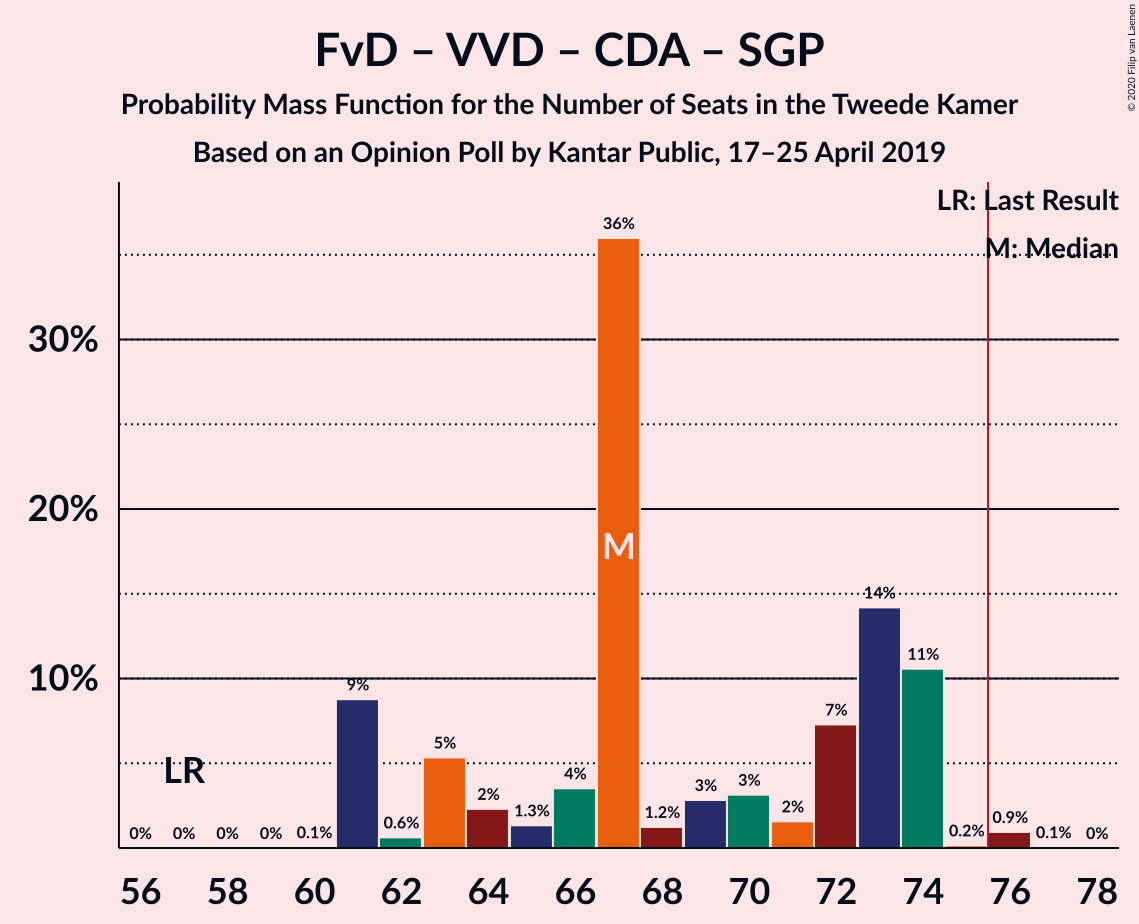 FvD – VVD – CDA – SGP
Probability Mass Function for the Number of Seats in the Tweede Kamer
Based on an Opinion Poll by Kantar Public, 17–25 April 2019
© 2020 Filip van Laenen
LR: Last Result
M: Median
30%
20%
10%
0% 0% 0% 0% 0.1% 9% 0.6% 5% 2% 1.3% 4% 36% 1.2% 3% 3% 2% 7% 14% 11% 0.2% 0.9% 0.1% 0%
LR
M
56 58 60 62 64 66 68 70 72 74 76 78